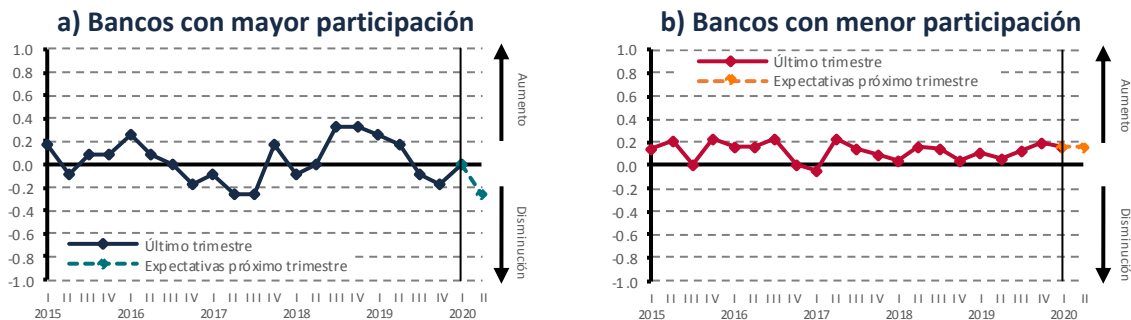 a) Bancos con mayor participación
1.0
0.8
0.6
0.4
0.2
0.0
-0.2
-0.4
-0.6
-0.8
-1.0
Último trimestre
Expectativas próximo trimestre
Aumento
Disminución
I II III IV I II III IV I II III IV I II III IV I II III IV I II
2015 2016 2017 2018 2019 2020
b) Bancos con menor participación
1.0
0.8
0.6
0.4
0.2
0.0
-0.2
-0.4
-0.6
-0.8
-1.0
Último trimestre
Expectativas próximo trimestre
Aumento
Disminución
I II III IV I II III IV I II III IV I II III IV I II III IV I II
2015 2016 2017 2018 2019 2020